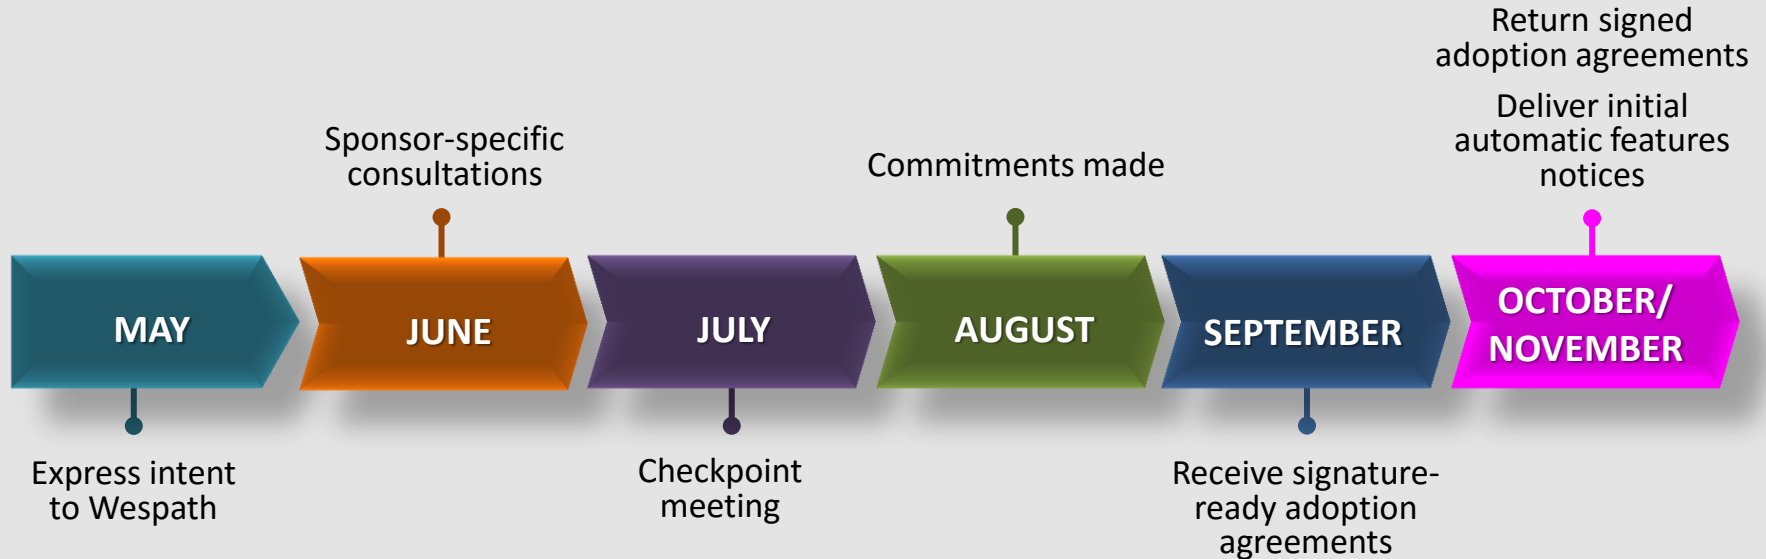 Return signed
adoption agreements
Deliver initial
automatic features
notices
Sponsor-specific
consultations
Commitments made
MAY
JUNE
JULY
AUGUST
SEPTEMBER
OCTOBER/
NOVEMBER
Express intent
to Wespath
Checkpoint
meeting
Receive signature-
ready adoption
agreements